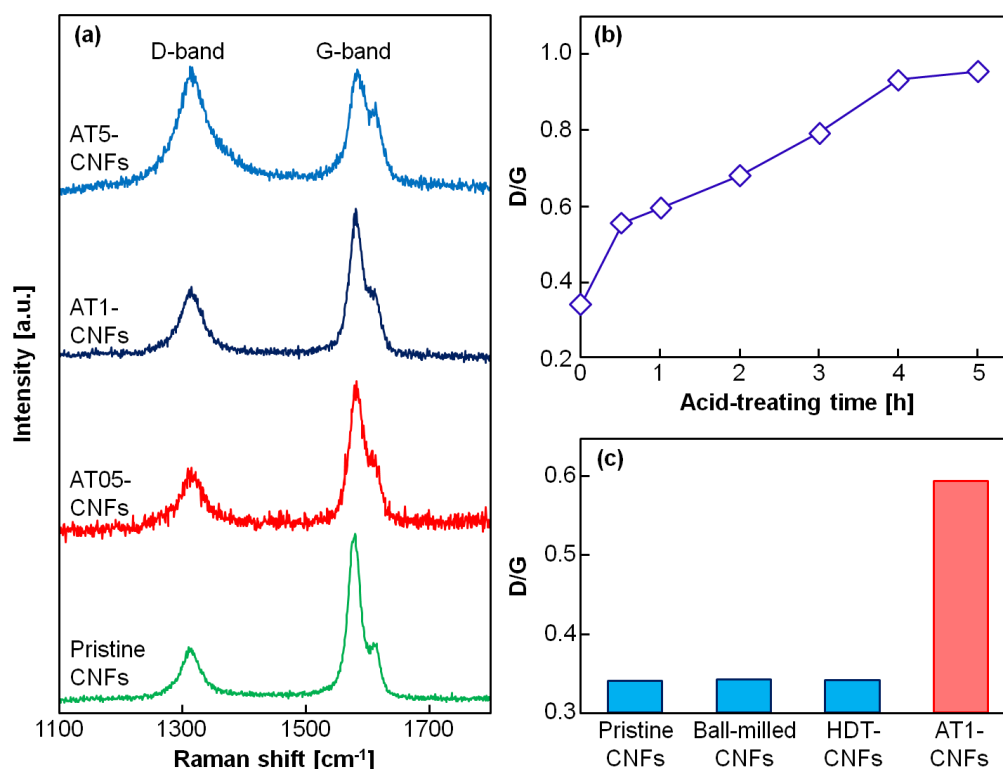 (a)
D-band
G-band
AT5-
CNFs
AT1-
CNFs
AT05-
CNFs
Pristine
CNFs
Intensity [a.u.]
1100
1300
1500
1700
Raman shift [cm⁻¹]
(b)
1.0
0.8
0.6
0.4
0.2
D/G
0
1
2
3
4
5
Acid-treating time [h]
(c)
0.6
0.5
0.4
0.3
D/G
Pristine
CNFs
Ball-milled
CNFs
HDT-
CNFs
AT1-
CNFs